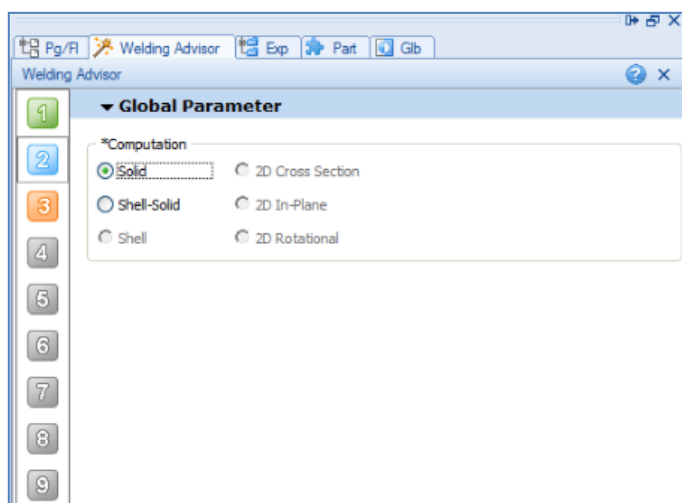 Pg/Fl Welding Advisor Exp Part Glb
Welding Advisor
Global Parameter
*Computation
Solid 2D Cross Section
Shell-Solid 2D In-Plane
Shell 2D Rotational
1
2
3
4
5
6
7
8
9